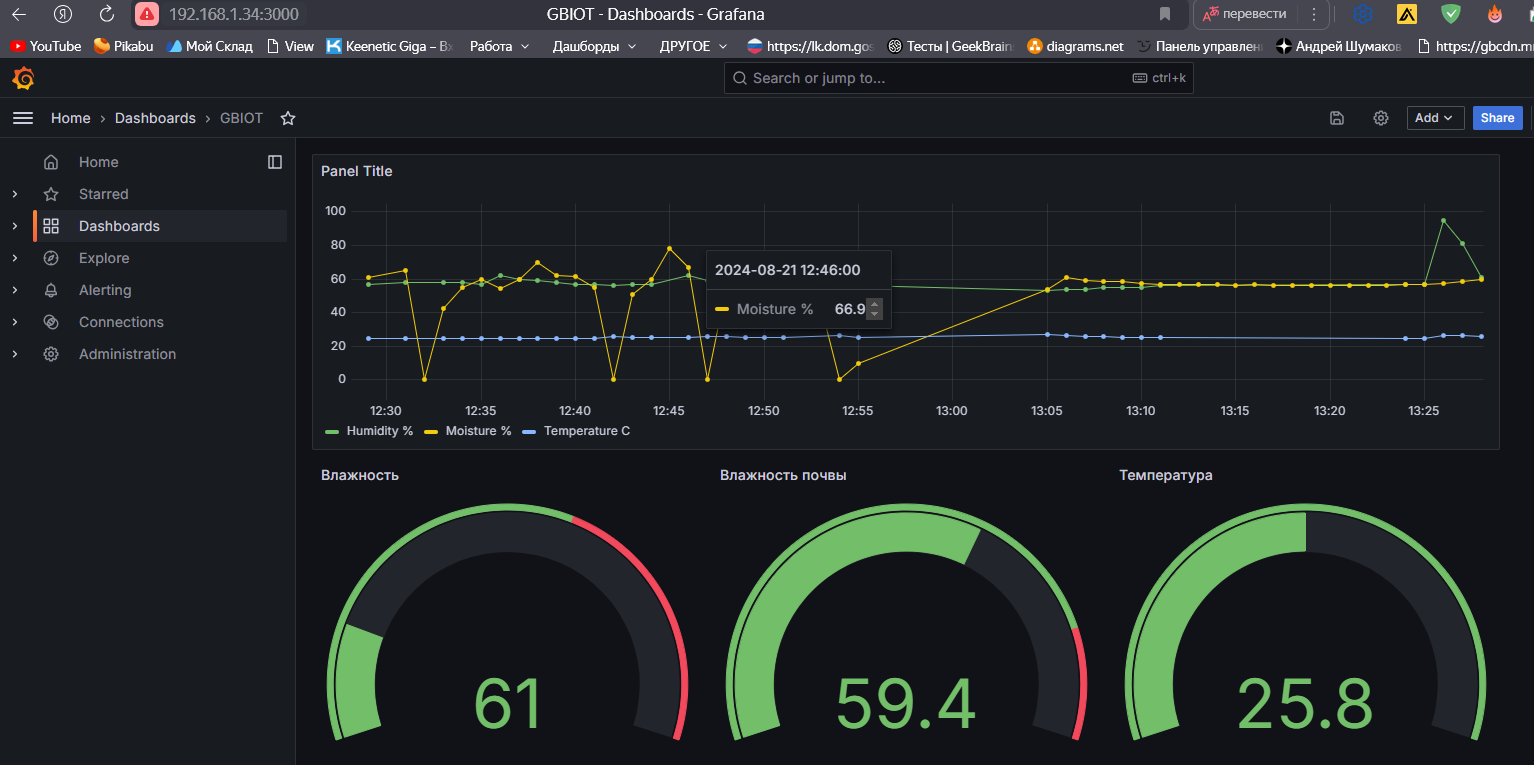 192.168.1.34:3000 GBIOT - Dashboards - Grafana перевести
YouTube Pikabu Мой Склад View Keenetic Giga – Вх Работа Дашборды ДРУГОЕ https://lk.dom.gos Тесты | GeekBrain diagrams.net Панель управлен Андрей Шумаков https://gbcdn.m
Search or jump to... ctrl+k
Home › Dashboards › GBIOT Add Share
Home
Starred
Dashboards
Explore
Alerting
Connections
Administration
Panel Title
100
80
60
40
20
0
2024-08-21 12:46:00
Moisture % 66.9
12:30 12:35 12:40 12:45 12:50 12:55 13:00 13:05 13:10 13:15 13:20 13:25
Humidity % Moisture % Temperature C
Влажность Влажность почвы Температура
61 59.4 25.8